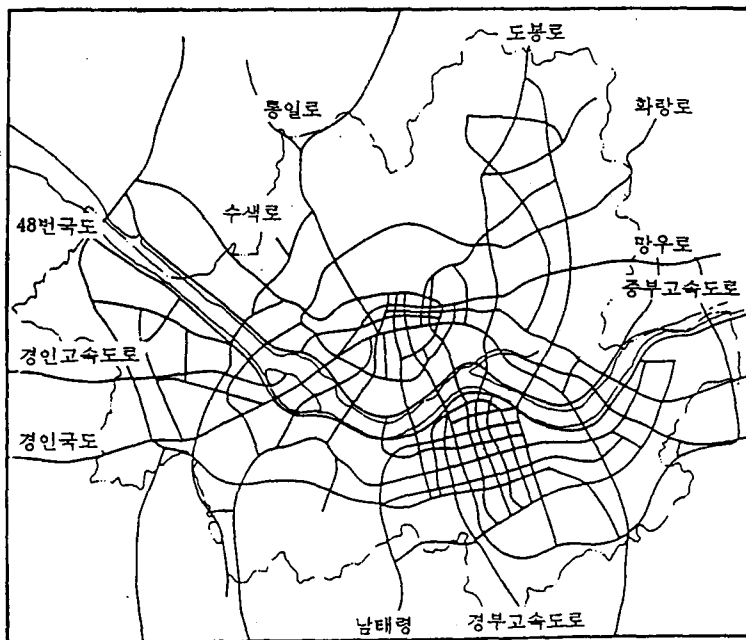 도봉로
통일로
화랑로
수색로
48번국도
망우로
중부고속도로
경인고속도로
경인국도
남태령
경부고속도로